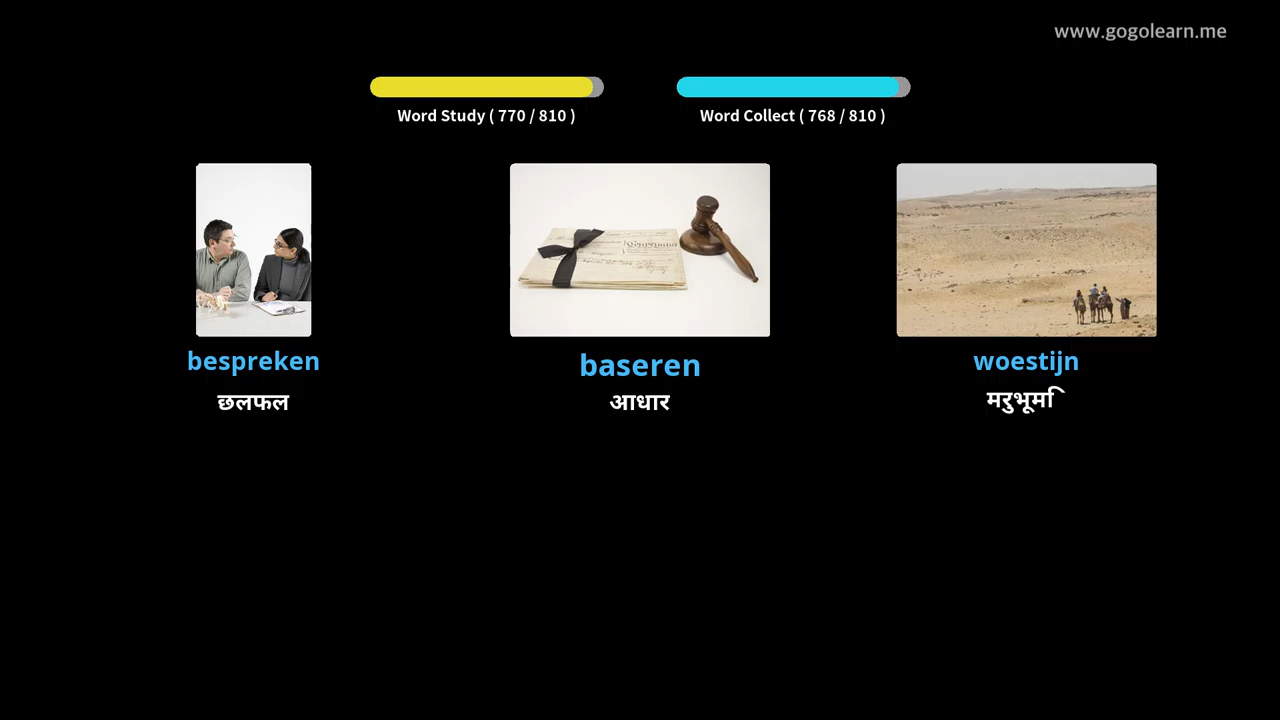 www.gogolearn.me
Word Study ( 770 / 810 )
Word Collect ( 768 / 810 )
bespreken
baseren
woestijn
छलफल
आधार
मरुभूमि